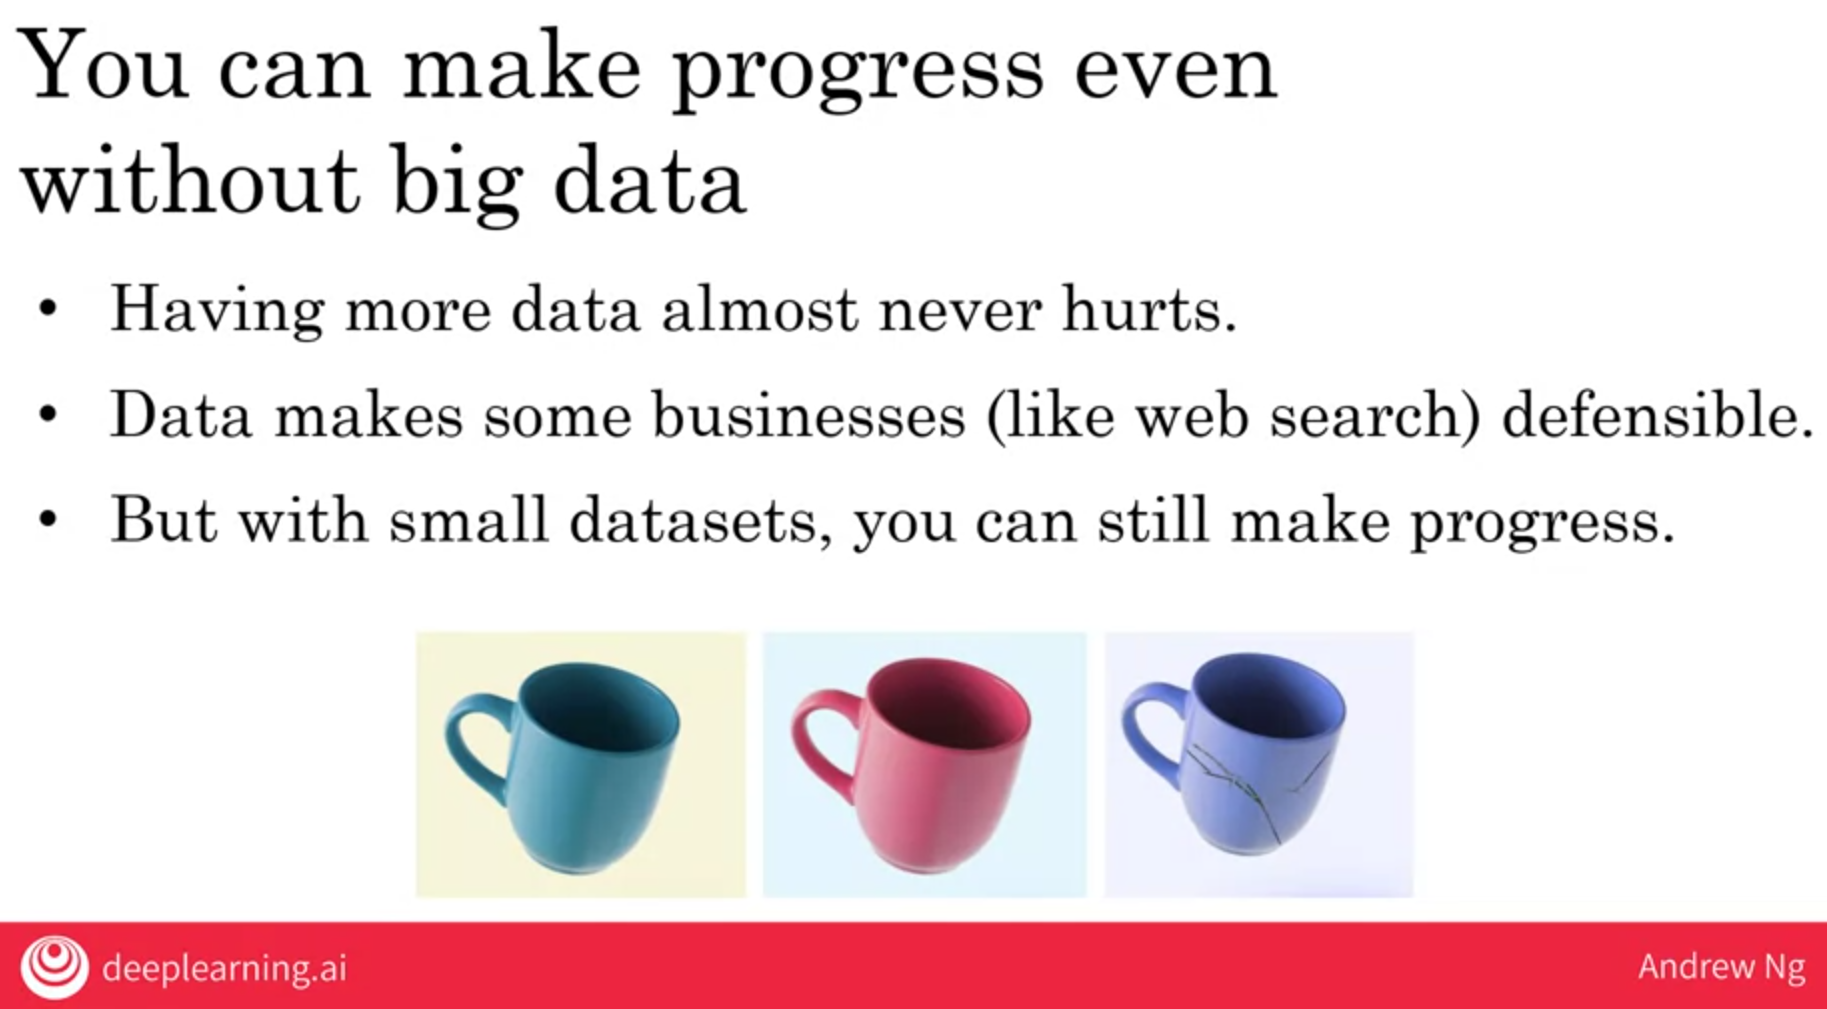 You can make progress even
without big data
• Having more data almost never hurts.
• Data makes some businesses (like web search) defensible.
• But with small datasets, you can still make progress.
deeplearning.ai
Andrew Ng